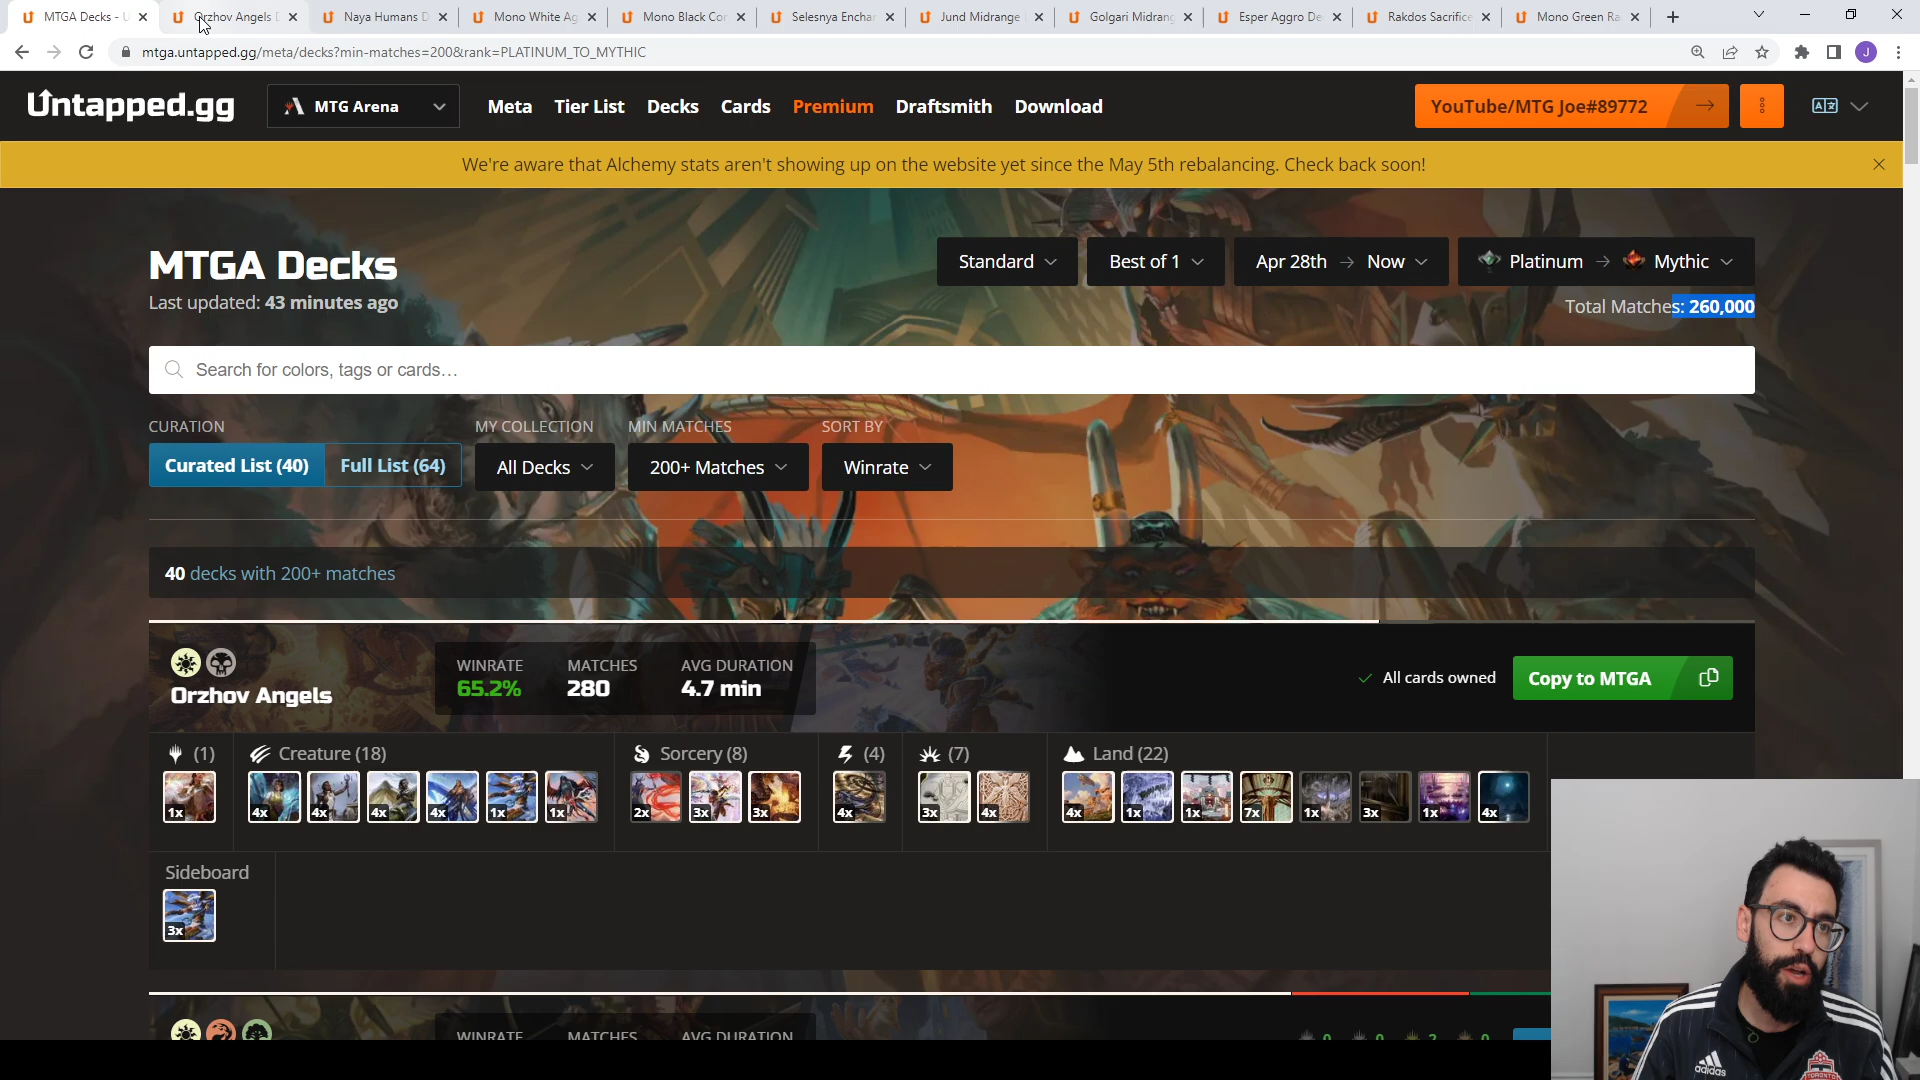 MTGA Decks - U
Orzhov Angels D
Naya Humans D
Mono White Ag
Mono Black Con
Selesnya Enchan
Jund Midrange
Golgari Midrang
Esper Aggro De
Rakdos Sacrifice
Mono Green Ra
mtga.untapped.gg/meta/decks?min-matches=200&rank=PLATINUM_TO_MYTHIC
J
Untapped.gg
MTG Arena
Meta Tier List Decks Cards Premium Draftsmith Download
YouTube/MTG Joe#89772
We're aware that Alchemy stats aren't showing up on the website yet since the May 5th rebalancing. Check back soon!
MTGA Decks
Last updated: 43 minutes ago
Standard
Best of 1
Apr 28th → Now
Platinum → Mythic
Total Matches: 260,000
Search for colors, tags or cards…
CURATION MY COLLECTION MIN MATCHES SORT BY
Curated List (40) Full List (64) All Decks 200+ Matches Winrate
40 decks with 200+ matches
Orzhov Angels
WINRATE MATCHES AVG DURATION
65.2% 280 4.7 min
All cards owned
Copy to MTGA
(1) Creature (18) Sorcery (8) (4) (7) Land (22)
1x 4x 4x 4x 4x 1x 1x 2x 3x 3x 4x 3x 4x 4x 1x 1x 7x 1x 3x 1x 4x
Sideboard
3x
WINRATE MATCHES AVG DURATION
0 0 2 0
adidas
TORONTO